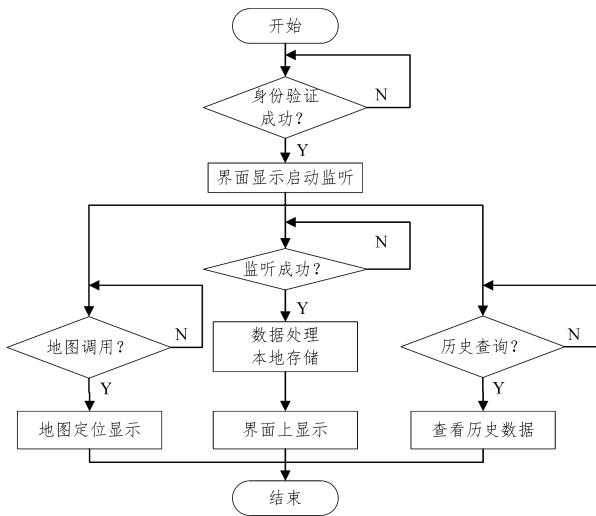 开始
身份验证
成功?
N
Y
界面显示启动监听
N
监听成功?
Y
地图调用?
N
Y
数据处理
本地存储
历史查询?
N
Y
地图定位显示
界面上显示
查看历史数据
结束